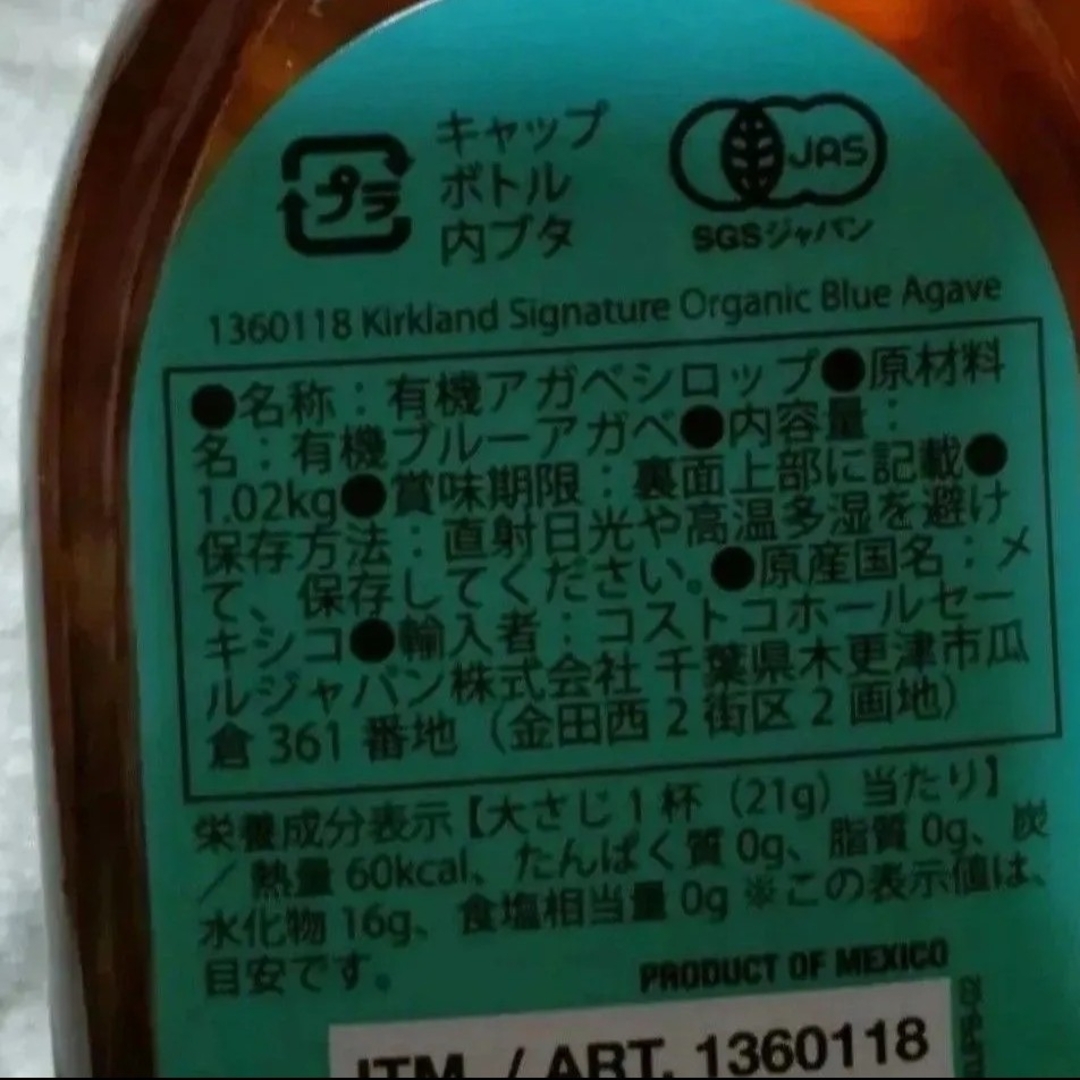 プラ
キャップ
ボトル
内ブタ
JAS
SGSジャパン
1360118 Kirkland Signature Organic Blue Agave
●名称：有機アガベシロップ●原材料
名：有機ブルーアガベ●内容量：
1.02kg●賞味期限：裏面上部に記載●
保存方法：直射日光や高温多湿を避け
て、保存してください。●原産国名：メ
キシコ●輸入者：コストコホールセー
ルジャパン株式会社 千葉県木更津市瓜
倉 361 番地（金田西 2 街区 2 画地）
栄養成分表示【大さじ 1 杯（21g）当たり】
／ 熱量 60kcal、たんぱく質 0g、脂質 0g、炭
水化物 16g、食塩相当量 0g ※この表示値は、
目安です。
PRODUCT OF MEXICO
ITM. / ART. 1360118